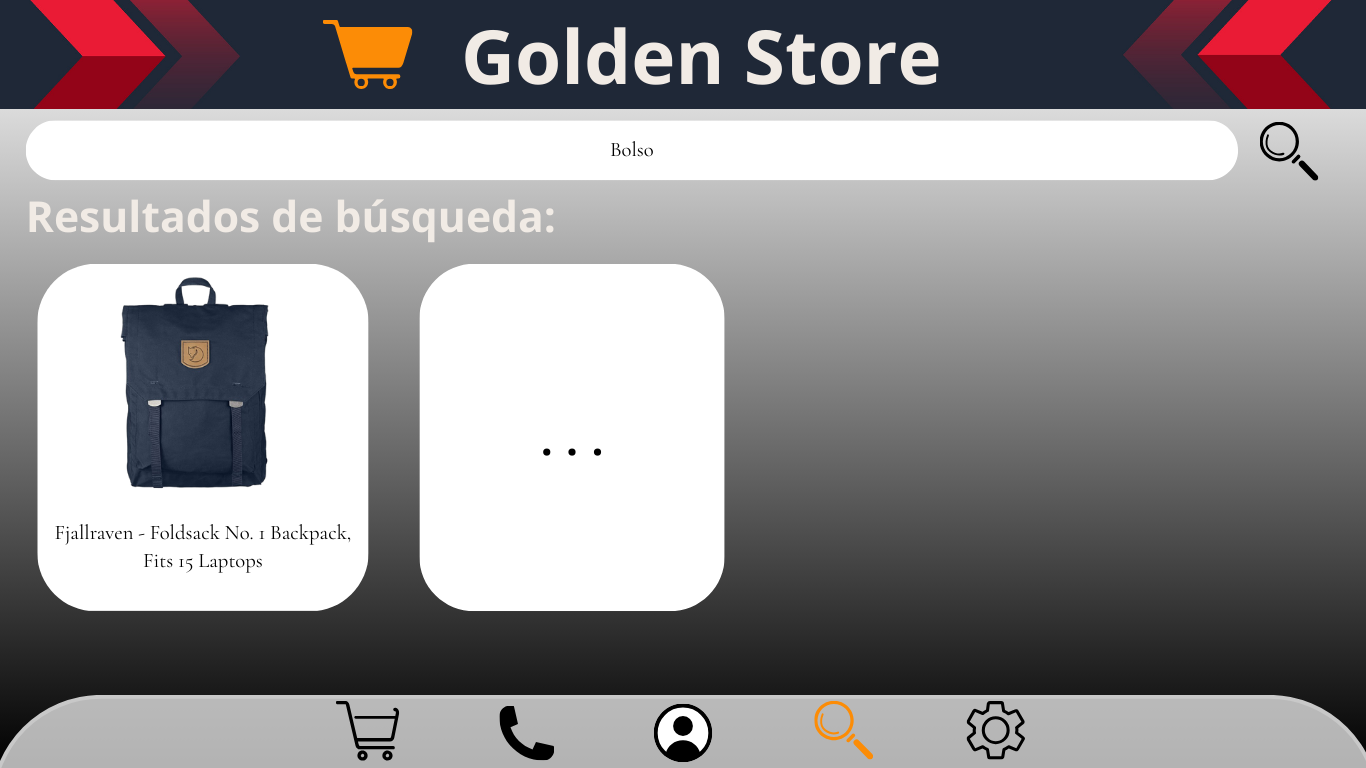 Golden Store
Bolso
Resultados de búsqueda:
Fjallraven - Foldsack No. 1 Backpack,
Fits 15 Laptops
...